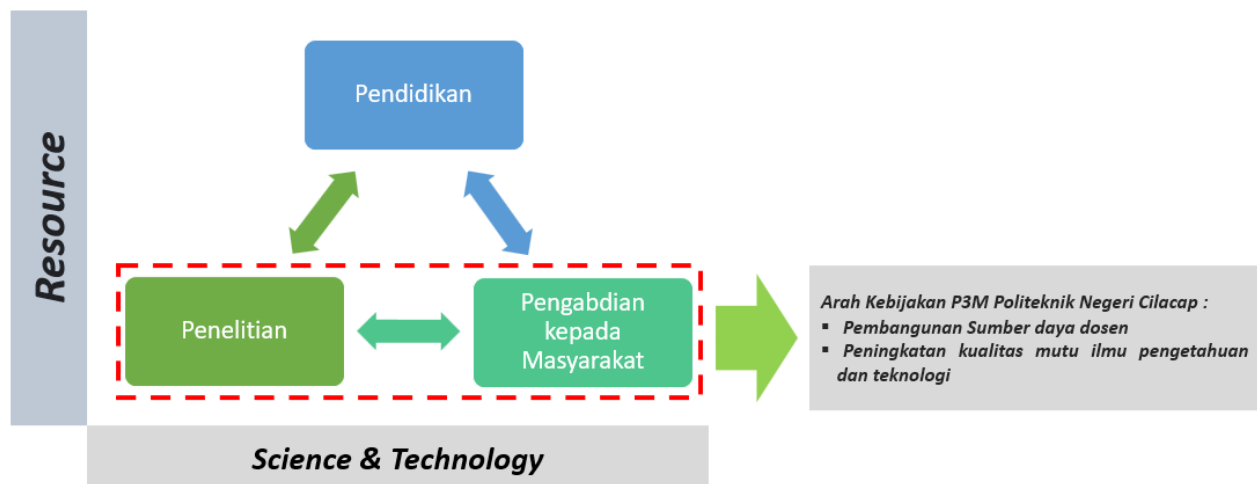 Resource
Pendidikan
Penelitian
Pengabdian
kepada
Masyarakat
Science & Technology
Arah Kebijakan P3M Politeknik Negeri Cilacap :
▪ Pembangunan Sumber daya dosen
▪ Peningkatan kualitas mutu ilmu pengetahuan
dan teknologi